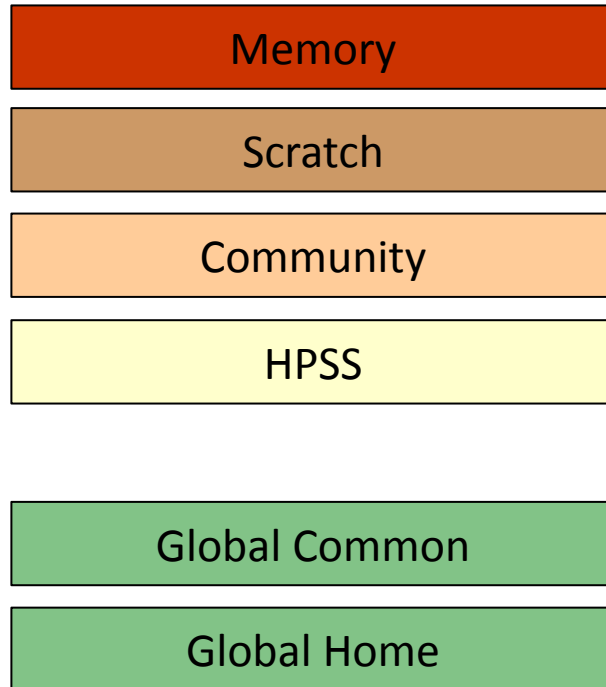 Memory
Scratch
Community
HPSS
Global Common
Global Home